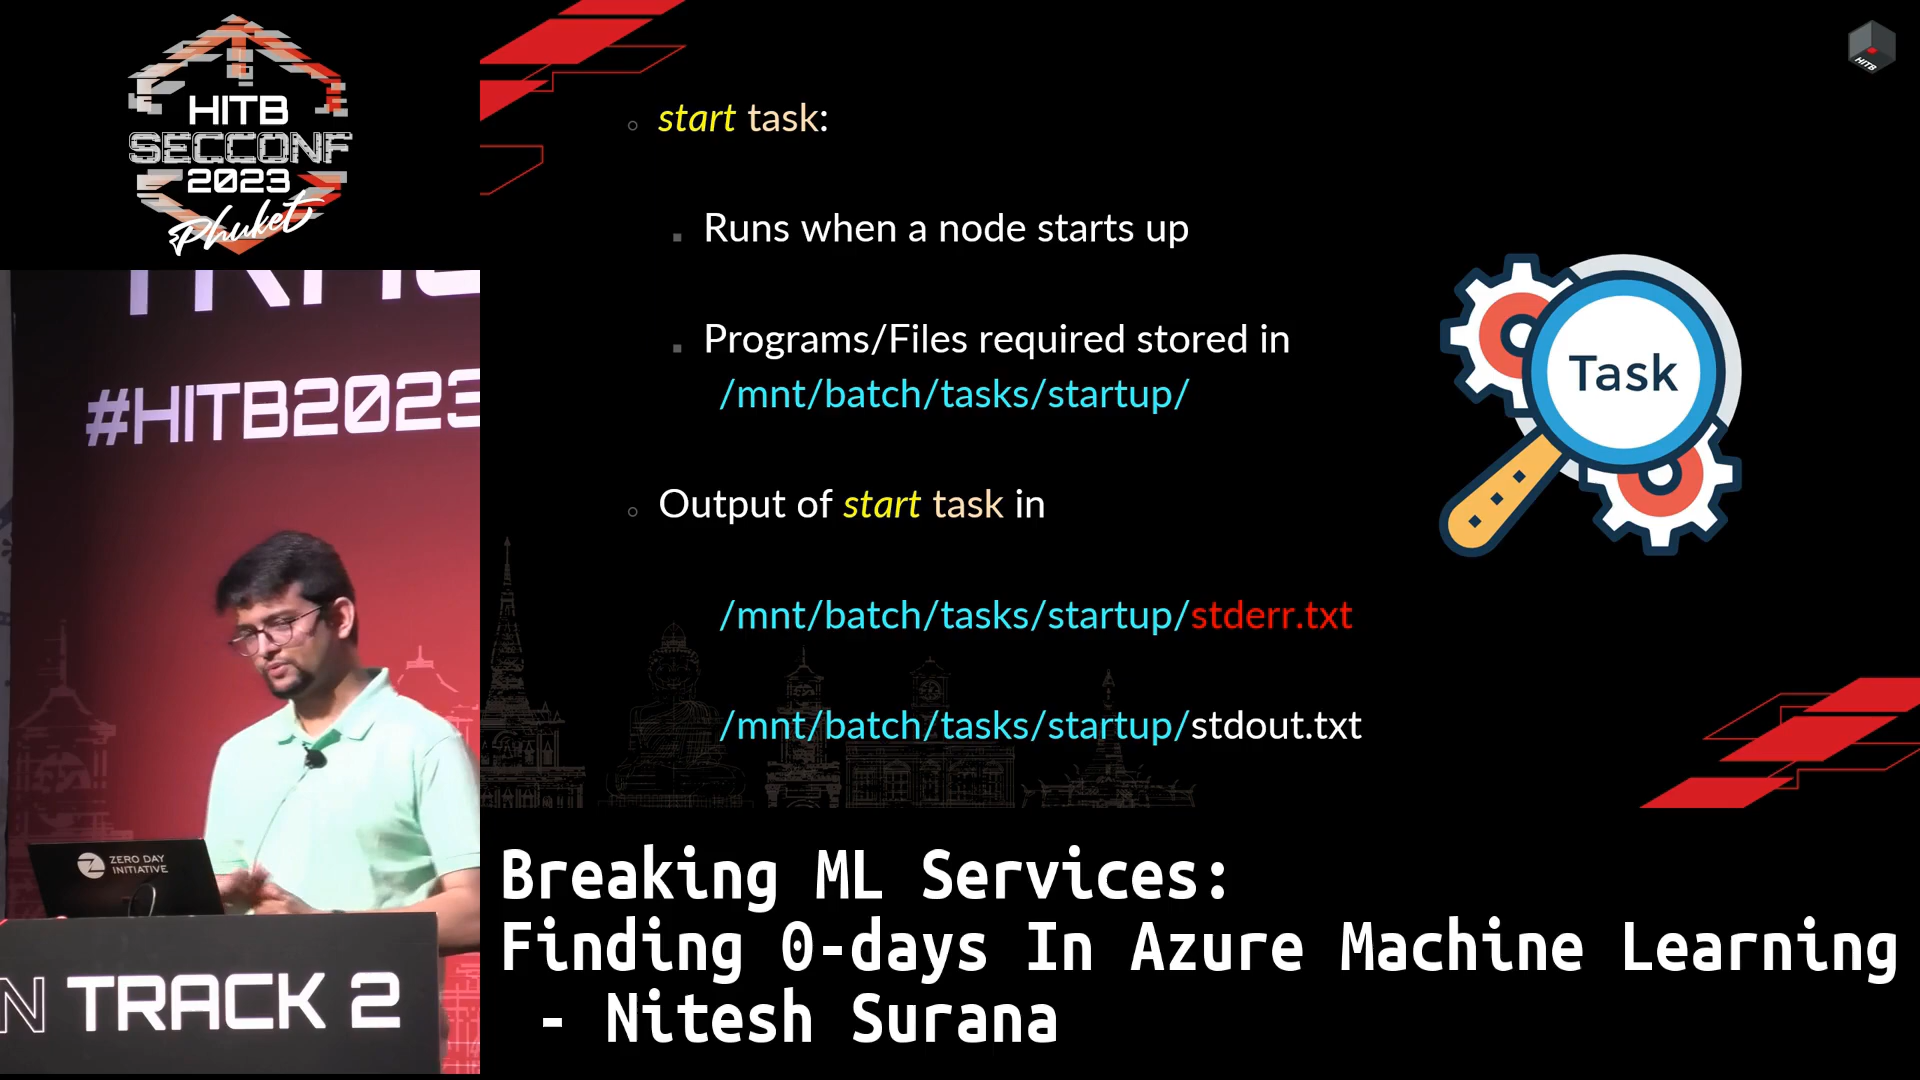 HITB
SECCONF
2023
Phuket
HITB
start task:
Runs when a node starts up
Programs/Files required stored in
/mnt/batch/tasks/startup/
Output of start task in
/mnt/batch/tasks/startup/stderr.txt
/mnt/batch/tasks/startup/stdout.txt
Task
#HITB2023
ZERO DAY
INITIATIVE
N TRACK 2
Breaking ML Services:
Finding 0-days In Azure Machine Learning
- Nitesh Surana